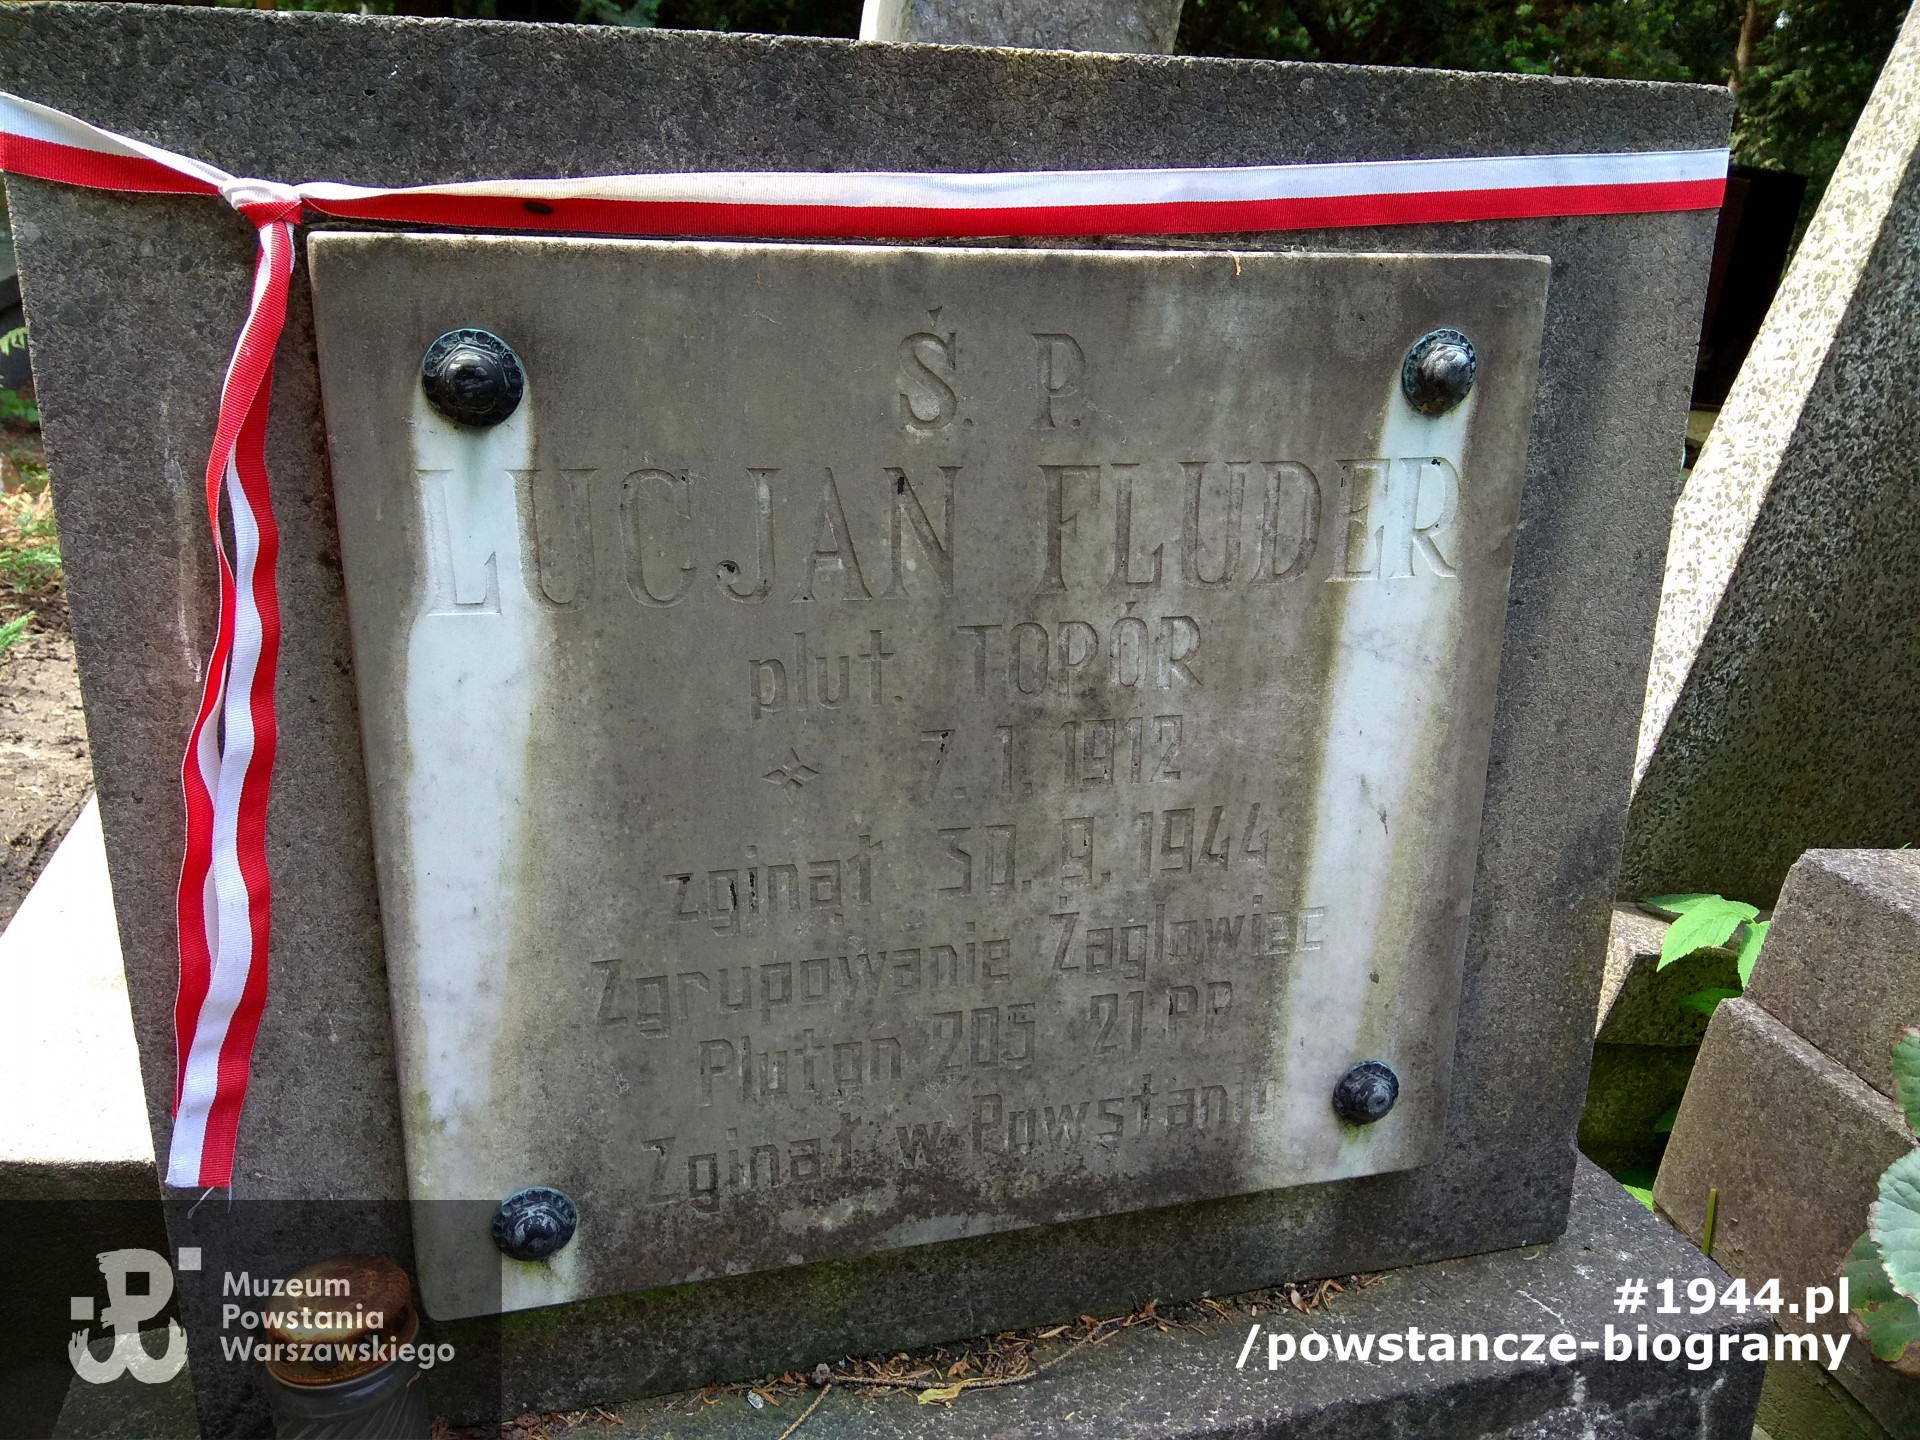 Ś. P.
LUCJAN FLUDER
plut. TOPÓR
* 7. 1. 1912
zginął 30. 9. 1944
Zgrupowanie Żaglowiec
Pluton 205 21 PP.
Zginął w Powstaniu
Muzeum
Powstania
Warszawskiego
#1944.pl
/powstancze-biogramy